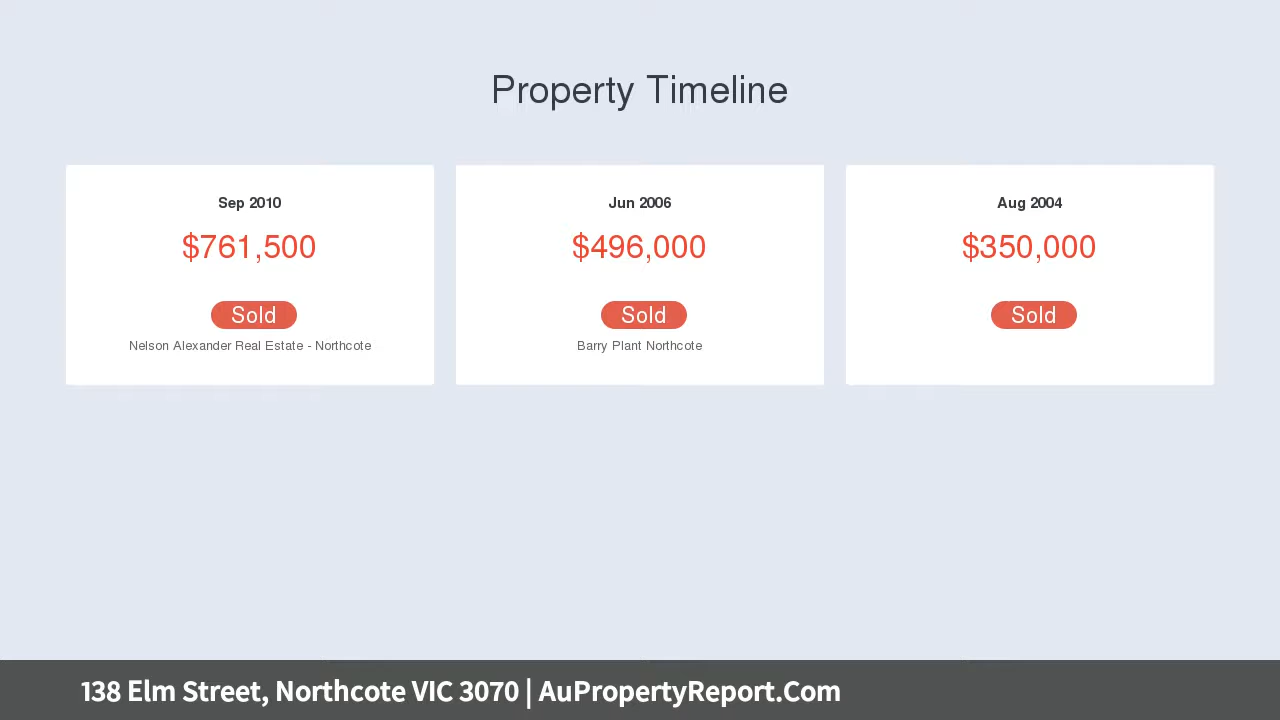 Property Timeline
Sep 2010
$761,500
Sold
Nelson Alexander Real Estate - Northcote
Jun 2006
$496,000
Sold
Barry Plant Northcote
Aug 2004
$350,000
Sold
138 Elm Street, Northcote VIC 3070 | AuPropertyReport.Com